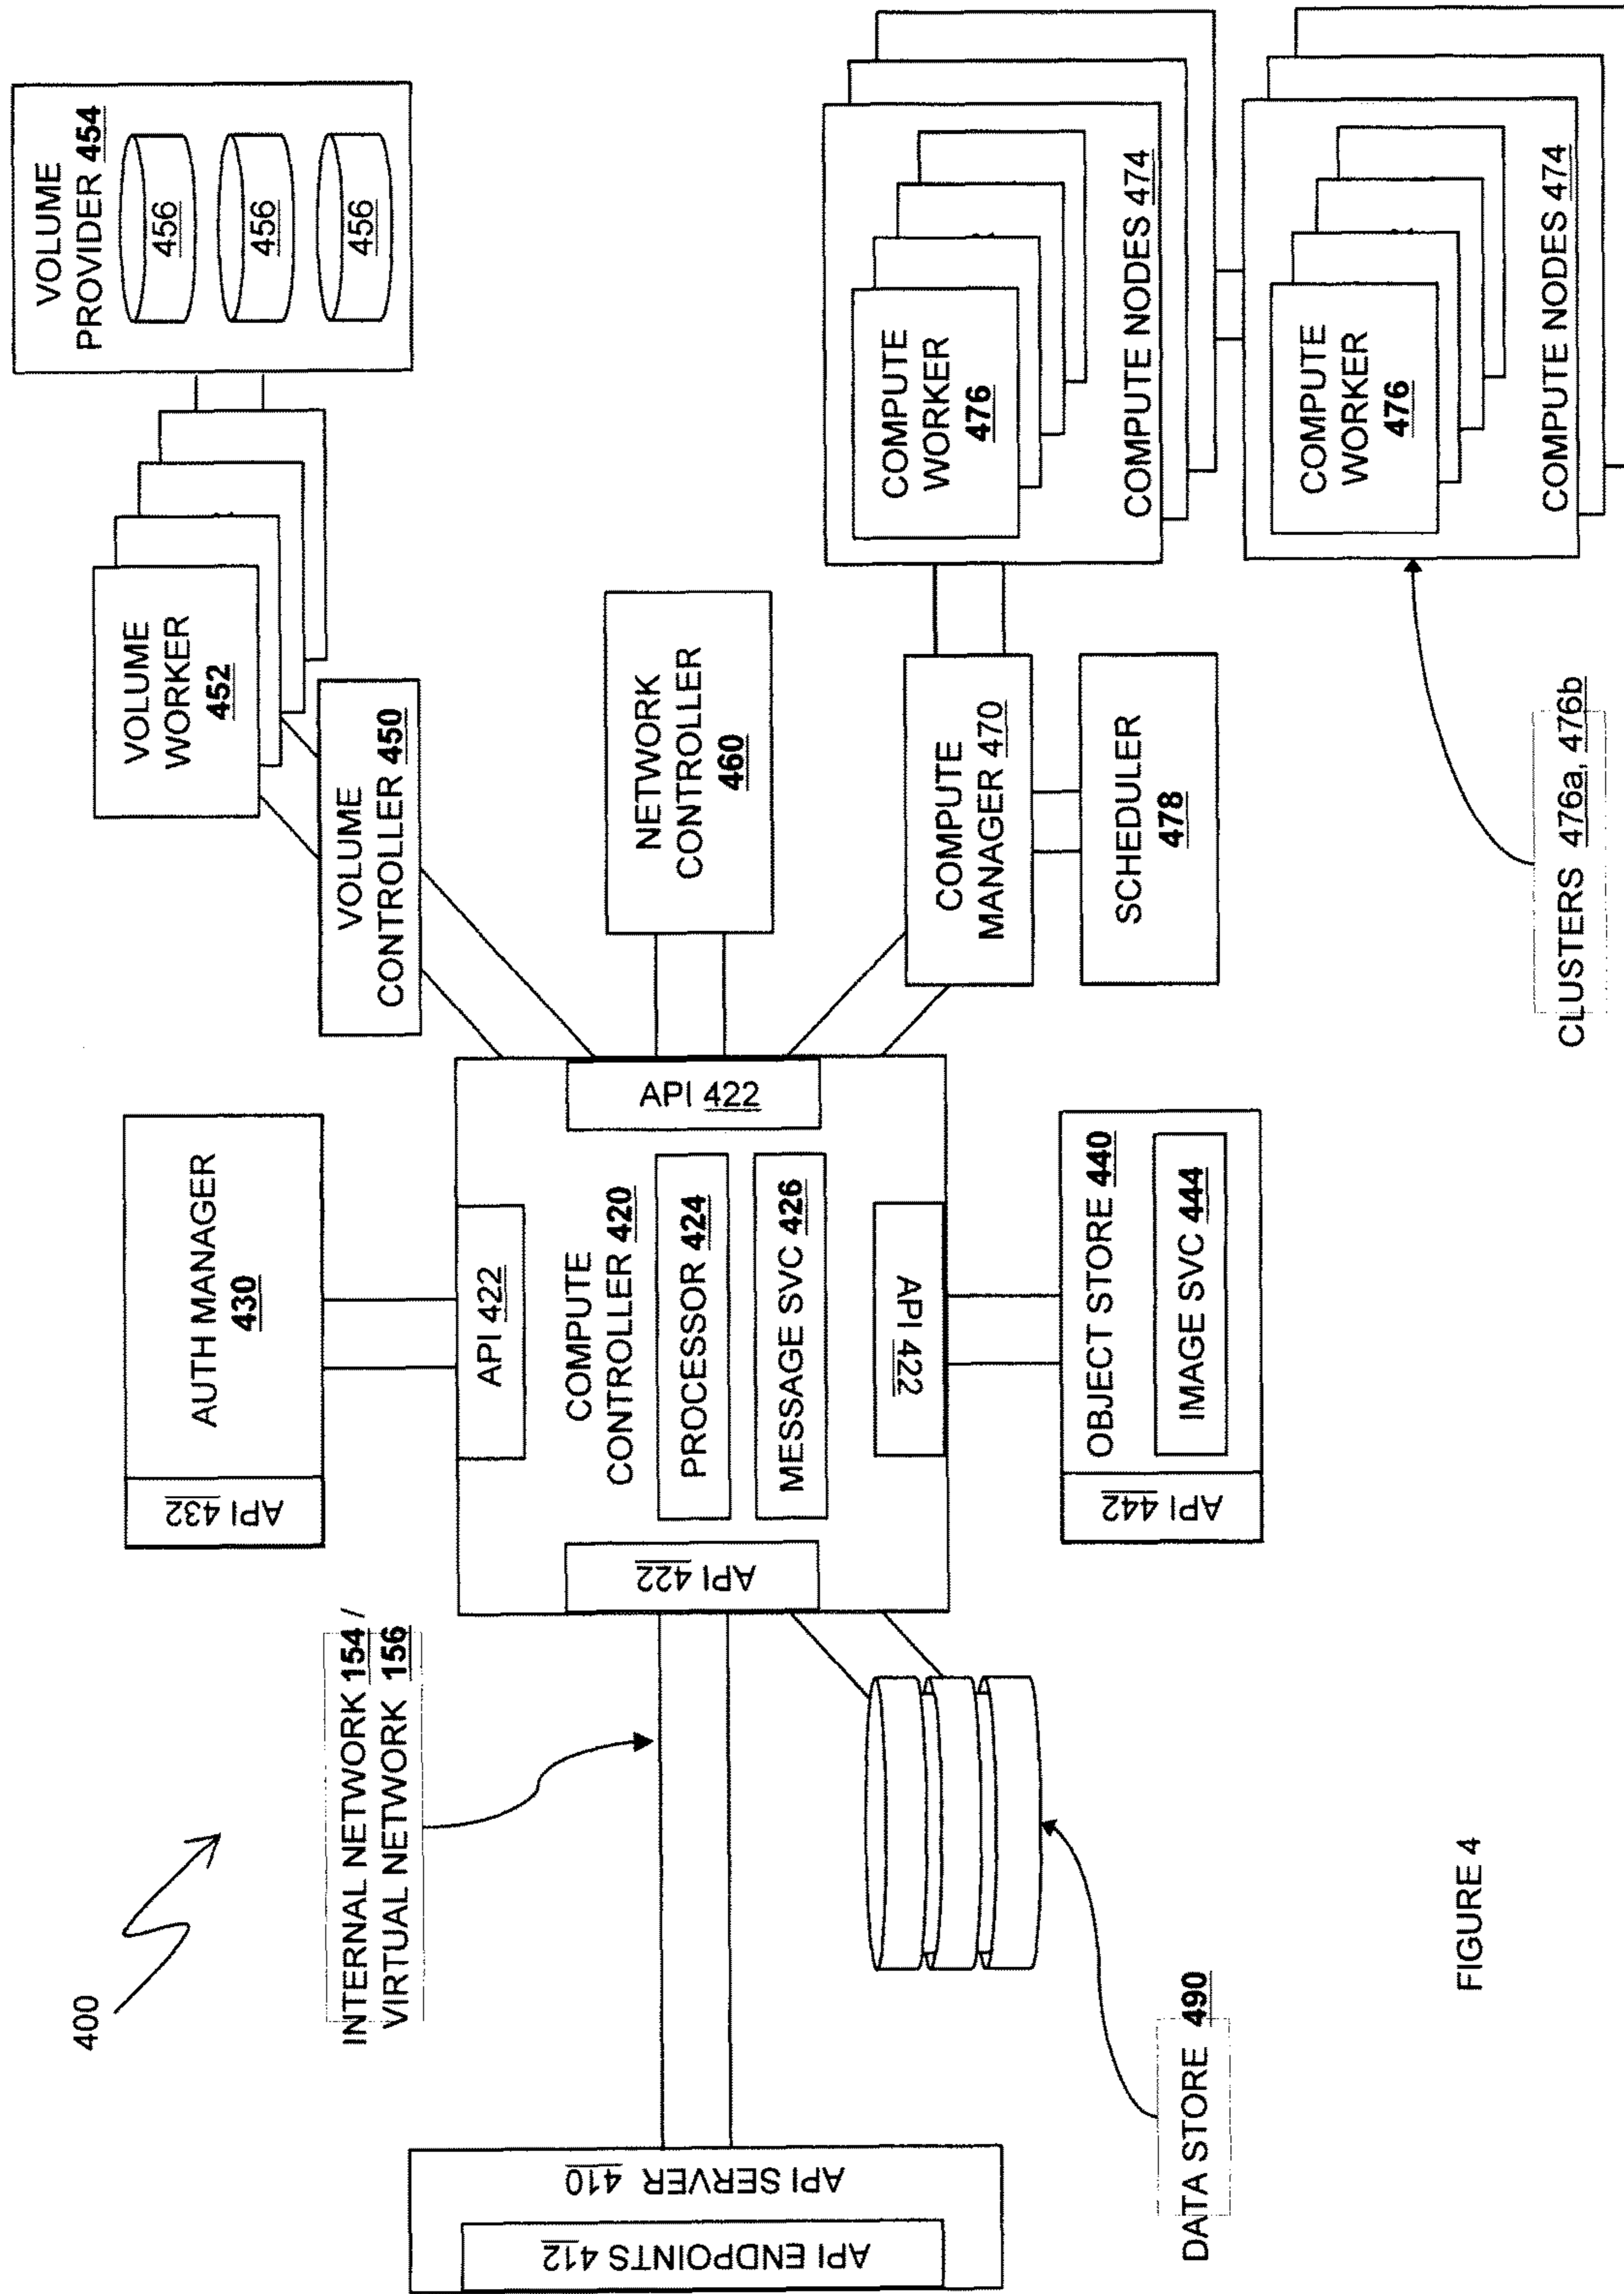 400
INTERNAL NETWORK 154 /
VIRTUAL NETWORK 156
API ENDPOINTS 412
API SERVER 410
DATA STORE 490
API 432
AUTH MANAGER
430
API 422
API 422
COMPUTE
CONTROLLER 420
PROCESSOR 424
MESSAGE SVC 426
API 422
API 422
API 442
OBJECT STORE 440
IMAGE SVC 444
VOLUME
CONTROLLER 450
VOLUME
WORKER
452
VOLUME
PROVIDER 454
456
456
456
NETWORK
CONTROLLER
460
COMPUTE
MANAGER 470
SCHEDULER
478
COMPUTE
WORKER
476
COMPUTE NODES 474
COMPUTE
WORKER
476
COMPUTE NODES 474
CLUSTERS 476a, 476b
FIGURE 4